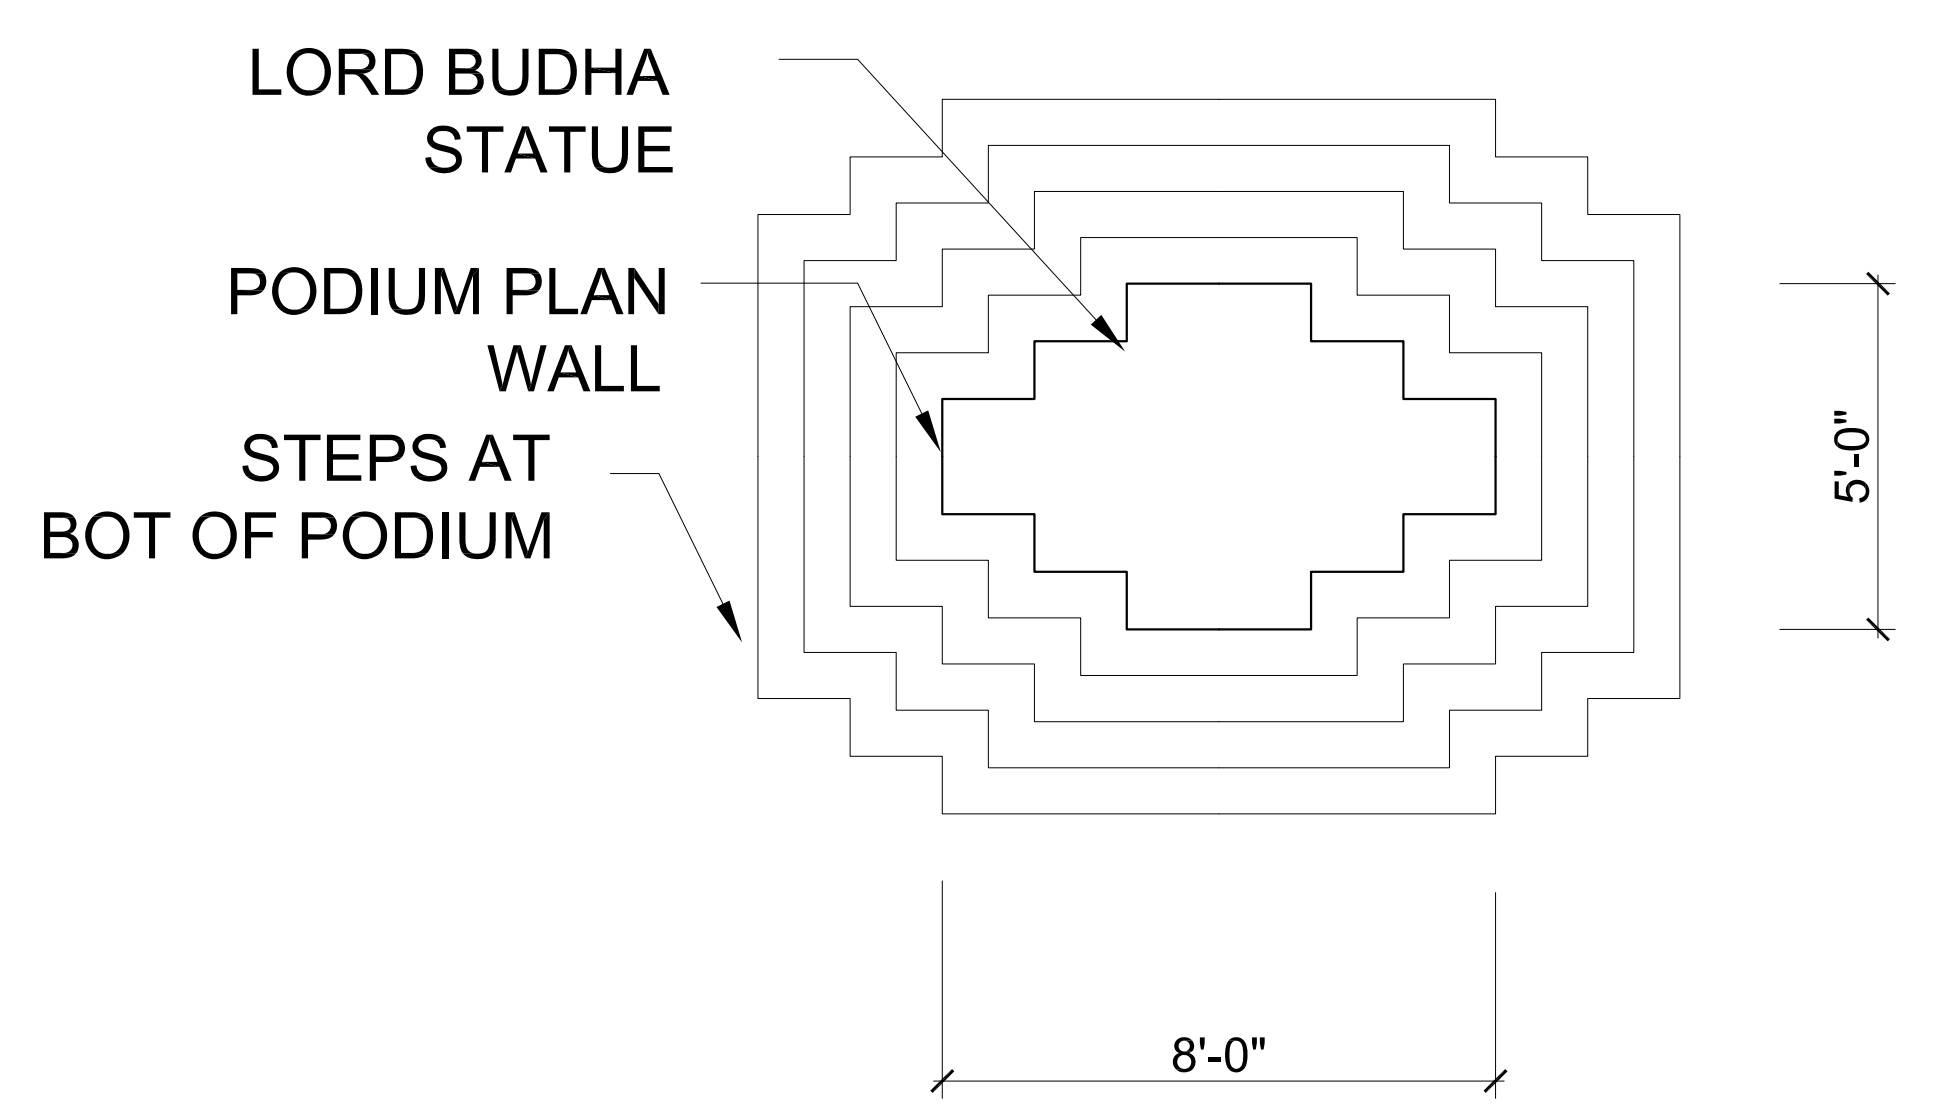 LORD BUDHA
STATUE
PODIUM PLAN
WALL
STEPS AT
BOT OF PODIUM
5'-0"
8'-0"